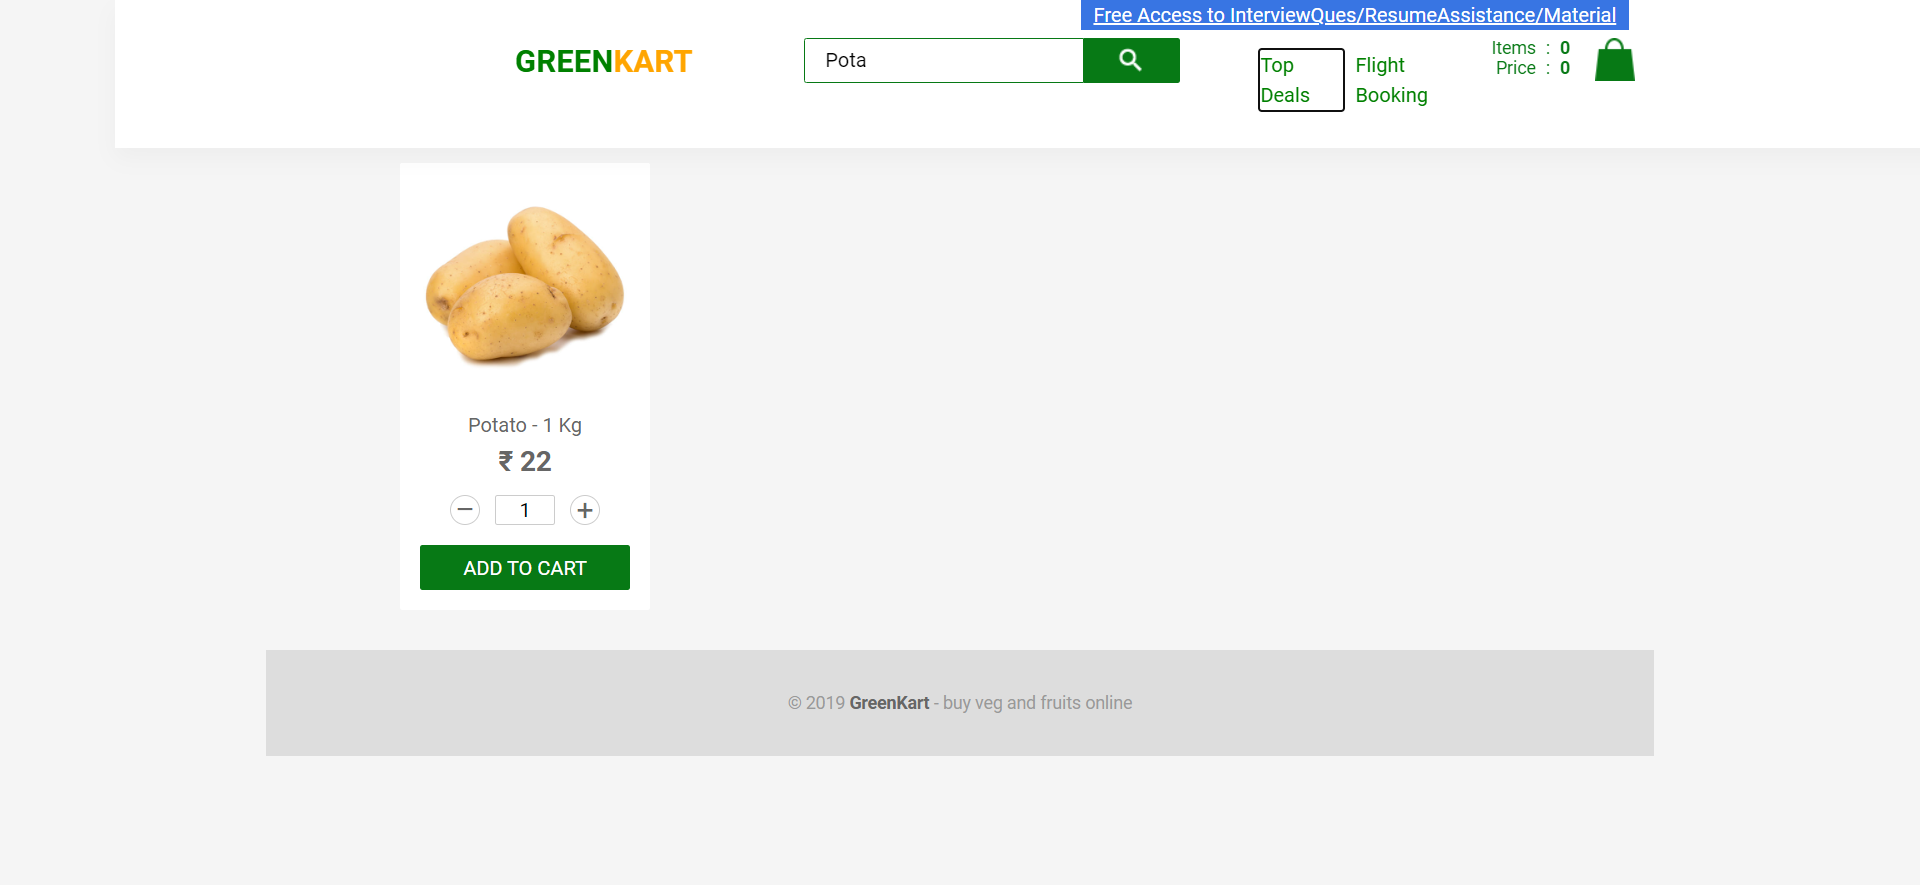 Free Access to InterviewQues/ResumeAssistance/Material
GREENKART
Pota
Top
Deals
Flight
Booking
Items : 0
Price : 0
Potato - 1 Kg
₹ 22
− 1 +
ADD TO CART
© 2019 GreenKart - buy veg and fruits online